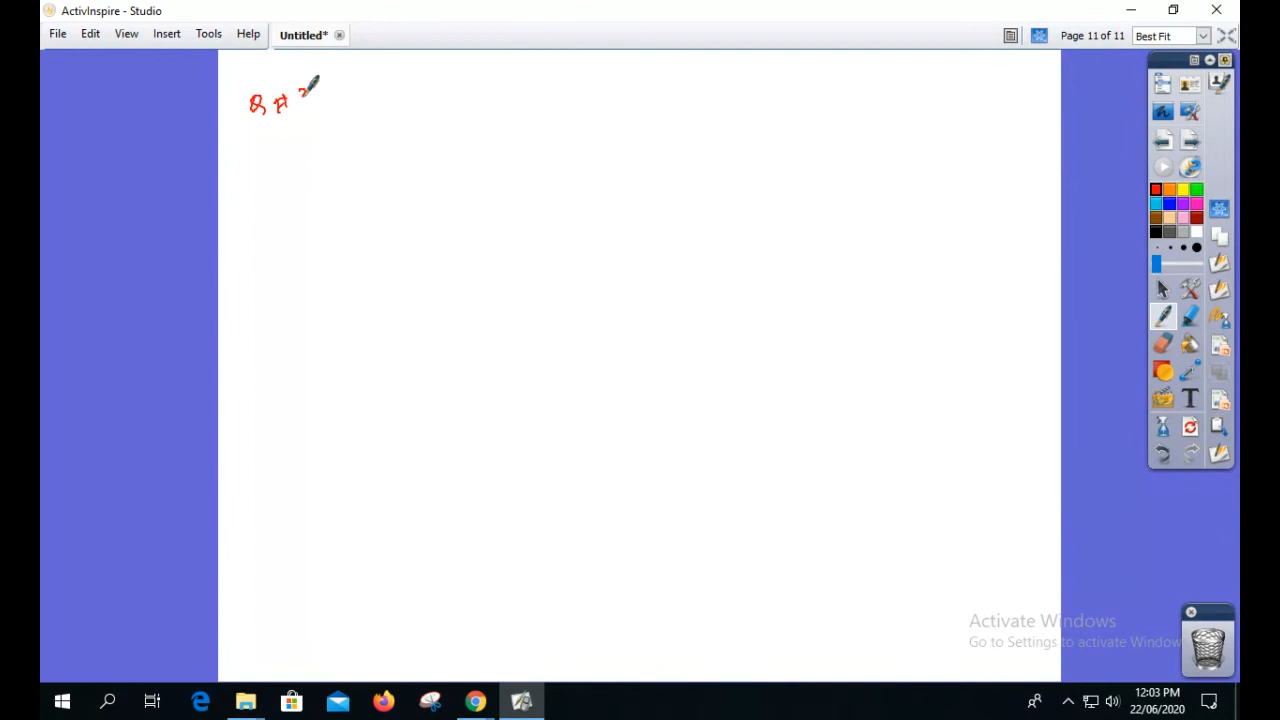 ActivInspire - Studio
File Edit View Insert Tools Help Untitled* Page 11 of 11 Best Fit
Q #
T
Activate Windows
Go to Settings to activate Window
12:03 PM
22/06/2020